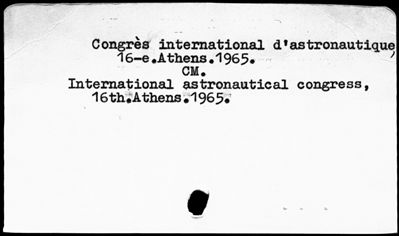 Congrès international d'astronautique,
16-e.Athens.1965.
CM.
International astronautical congress,
16th.Athens.1965.